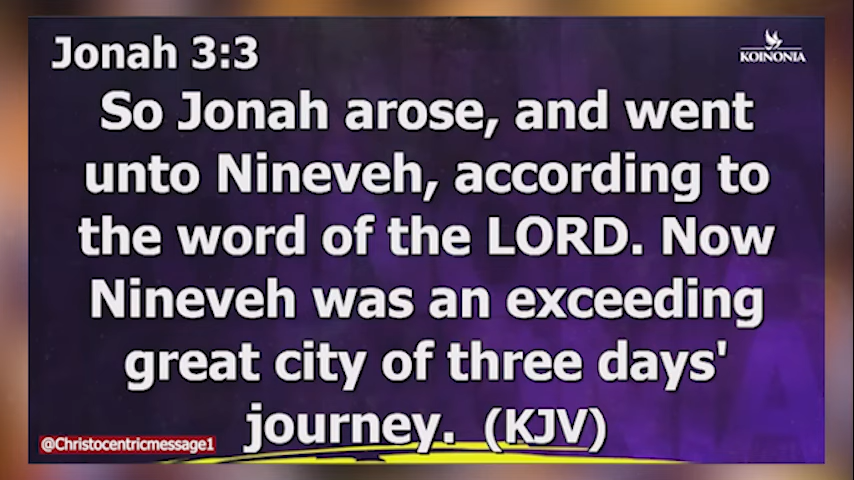 Jonah 3:3
KOINONIA
So Jonah arose, and went
unto Nineveh, according to
the word of the LORD. Now
Nineveh was an exceeding
great city of three days'
journey. (KJV)
@Christocentricmessage1